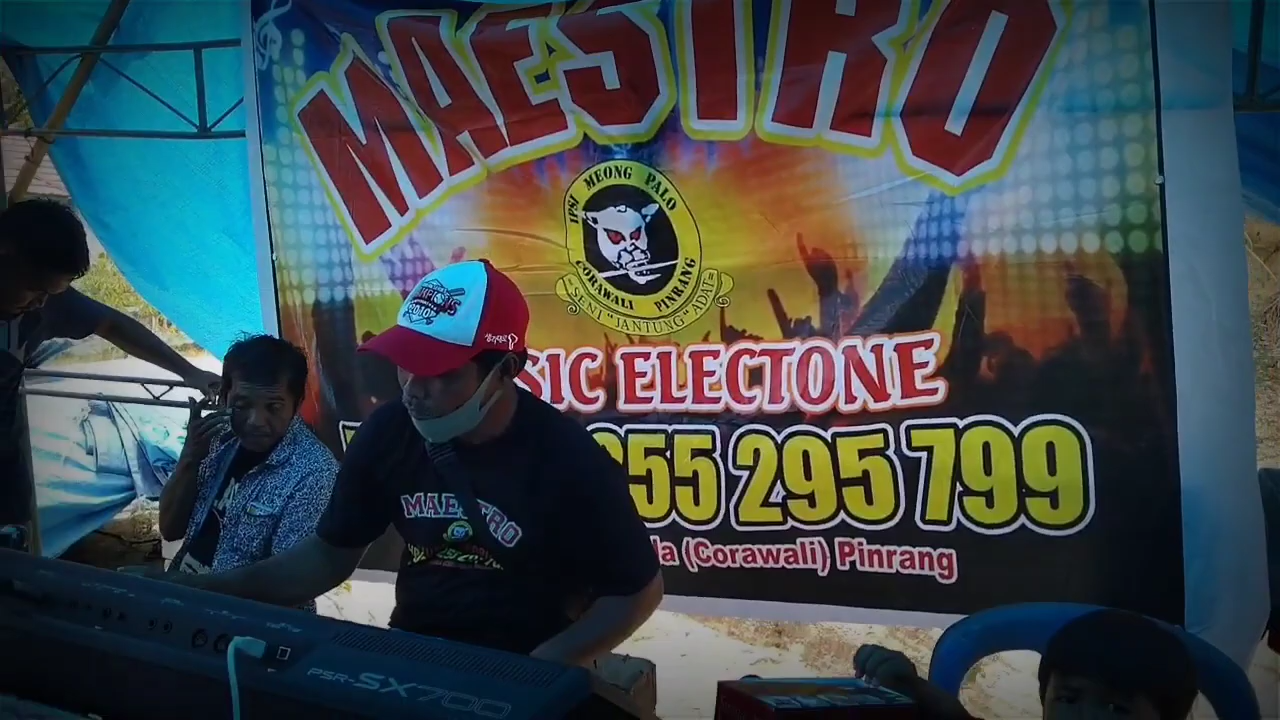 MAESTRO
IPSI MEONG PALO
CORAWALI PINRANG
SENI "JANTUNG" ADAT
SIC ELECTONE
255 295 799
la (Corawali) Pinrang
2010
MAESTRO
PSR-SX700